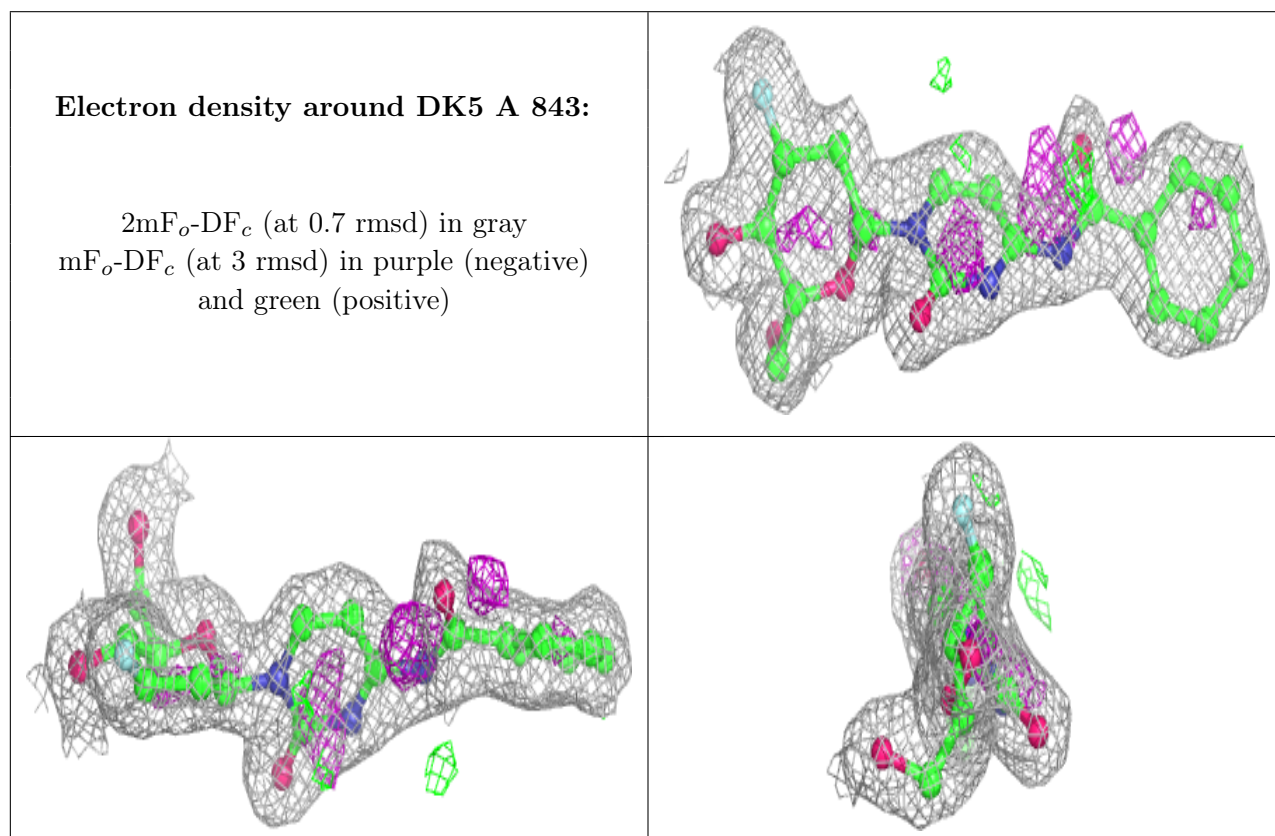 Electron density around DK5 A 843:
2mFo-DFc (at 0.7 rmsd) in gray
mFo-DFc (at 3 rmsd) in purple (negative)
and green (positive)